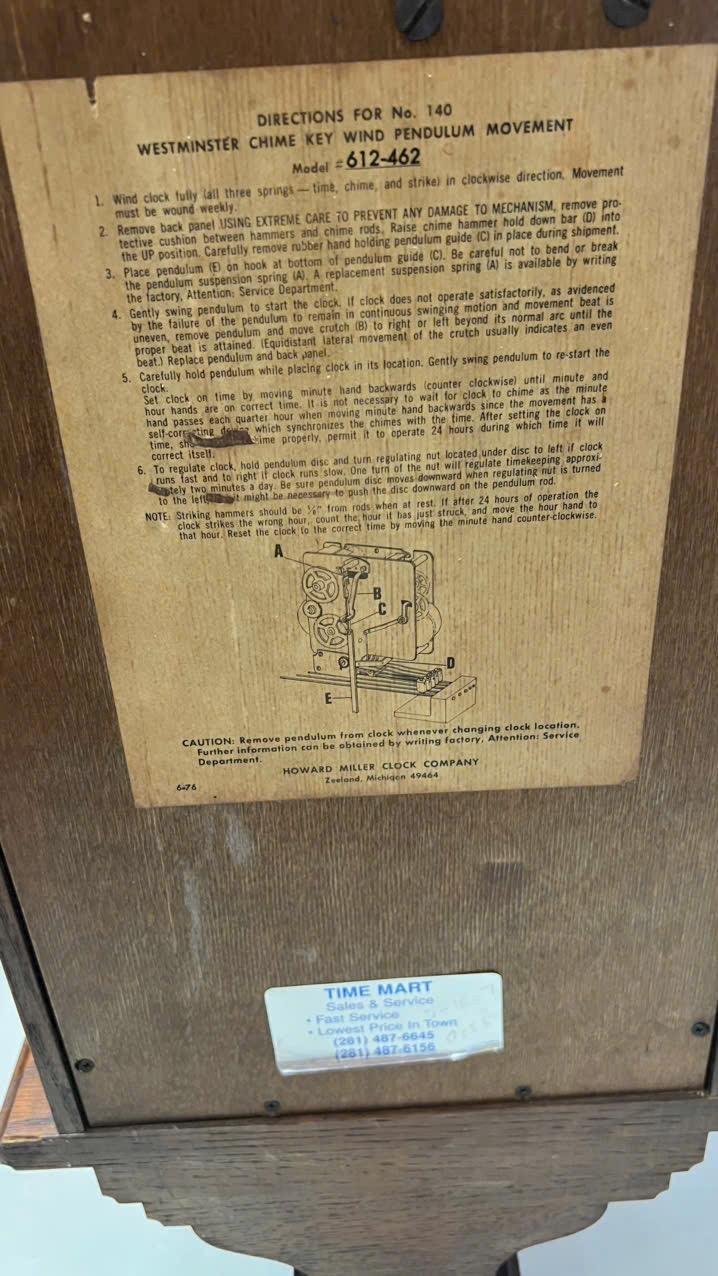 DIRECTIONS FOR No. 140
WESTMINSTER CHIME KEY WIND PENDULUM MOVEMENT
Model = 612-462
1. Wind clock fully (all three springs — time, chime, and strike) in clockwise direction. Movement
must be wound weekly.
2. Remove back panel USING EXTREME CARE TO PREVENT ANY DAMAGE TO MECHANISM, remove pro-
tective cushion between hammers and chime rods. Raise chime hammer hold down bar (D) into
the UP position. Carefully remove rubber band holding pendulum guide (C) in place during shipment.
3. Place pendulum (E) on hook at bottom of pendulum guide (C). Be careful not to bend or break
the pendulum suspension spring (A). A replacement suspension spring (A) is available by writing
the factory, Attention: Service Department.
4. Gently swing pendulum to start the clock. If clock does not operate satisfactorily, as evidenced
by the failure of the pendulum to remain in continuous swinging motion and movement beat is
uneven, remove pendulum and move crutch (B) to right or left beyond its normal arc until the
proper beat is attained. (Equidistant lateral movement of the crutch usually indicates an even
beat.) Replace pendulum and back panel.
5. Carefully hold pendulum while placing clock in its location. Gently swing pendulum to re-start the
clock.
Set clock on time by moving minute hand backwards (counter clockwise) until minute and
hour hands are on correct time. It is not necessary to wait for clock to chime as the minute
hand passes each quarter hour when moving minute hand backwards since the movement has a
self-correcting device which synchronizes the chimes with the time. After setting the clock on
time, properly, permit it to operate 24 hours during which time it will
correct itself.
6. To regulate clock, hold pendulum disc and turn regulating nut located under disc to left if clock
runs fast and to right if clock runs slow. One turn of the nut will regulate timekeeping approxi-
mately two minutes a day. Be sure pendulum disc moves downward when regulating nut is turned
to the left, it might be necessary to push the disc downward on the pendulum rod.
NOTE: Striking hammers should be ⅛" from rods when at rest. If after 24 hours of operation the
clock strikes the wrong hour, count the hour it has just struck, and move the hour hand to
that hour. Reset the clock to the correct time by moving the minute hand counter-clockwise.
A
B
C
D
E
CAUTION: Remove pendulum from clock whenever changing clock location.
Further information can be obtained by writing factory, Attention: Service
Department.
HOWARD MILLER CLOCK COMPANY
Zeeland, Michigan 49464
6-76
TIME MART
Sales & Service
• Fast Service
• Lowest Price In Town
(281) 487-6645
(281) 487-6156